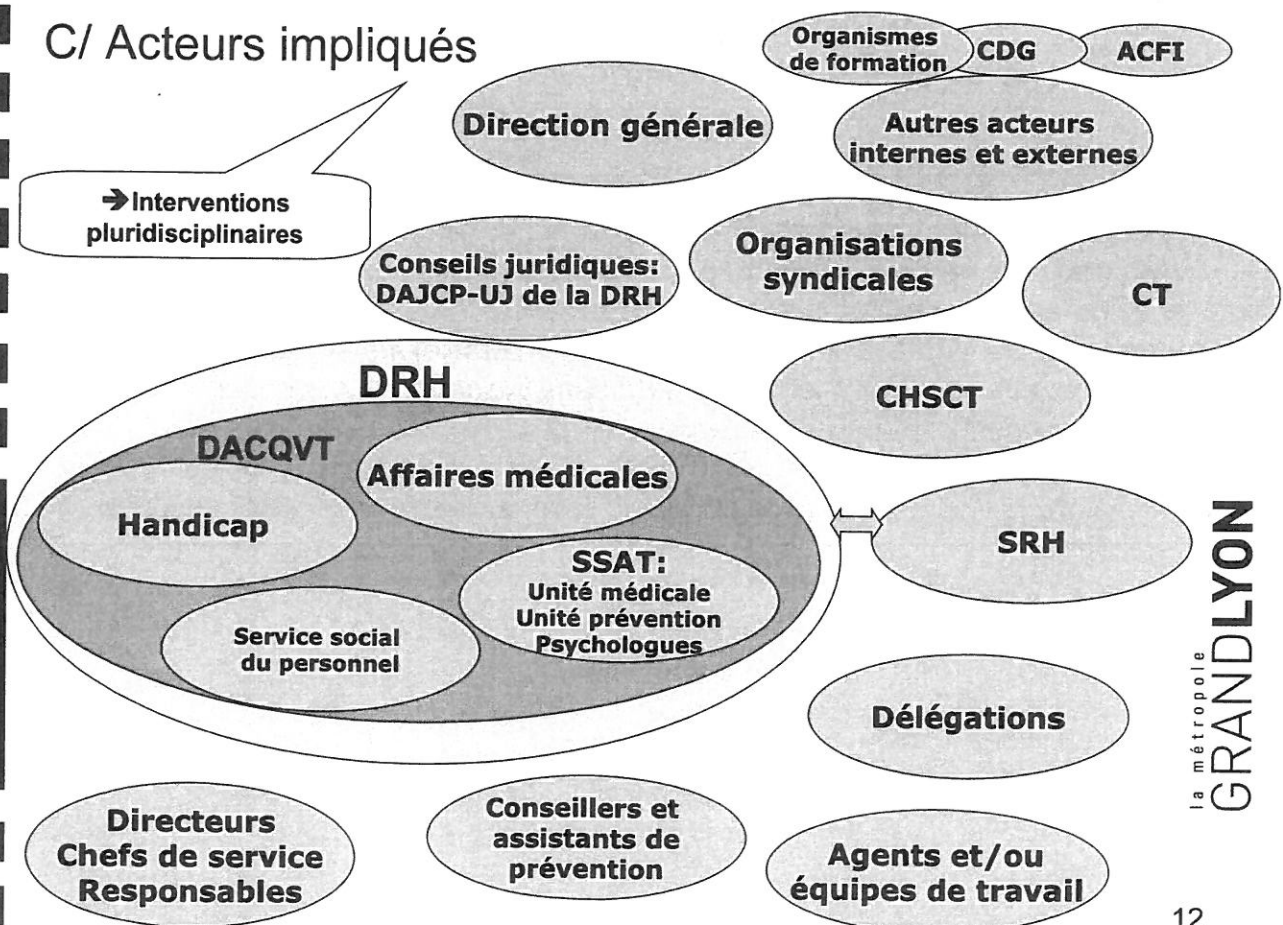 C/ Acteurs impliqués
Organismes
de formation
CDG
ACFI
Direction générale
Autres acteurs
internes et externes
➔Interventions
pluridisciplinaires
Conseils juridiques:
DAJCP-UJ de la DRH
Organisations
syndicales
CT
CHSCT
DRH
DACQVT
Affaires médicales
Handicap
SSAT:
Unité médicale
Unité prévention
Psychologues
Service social
du personnel
SRH
Délégations
Directeurs
Chefs de service
Responsables
Conseillers et
assistants de
prévention
Agents et/ou
équipes de travail
la métropole
GRANDLYON
12